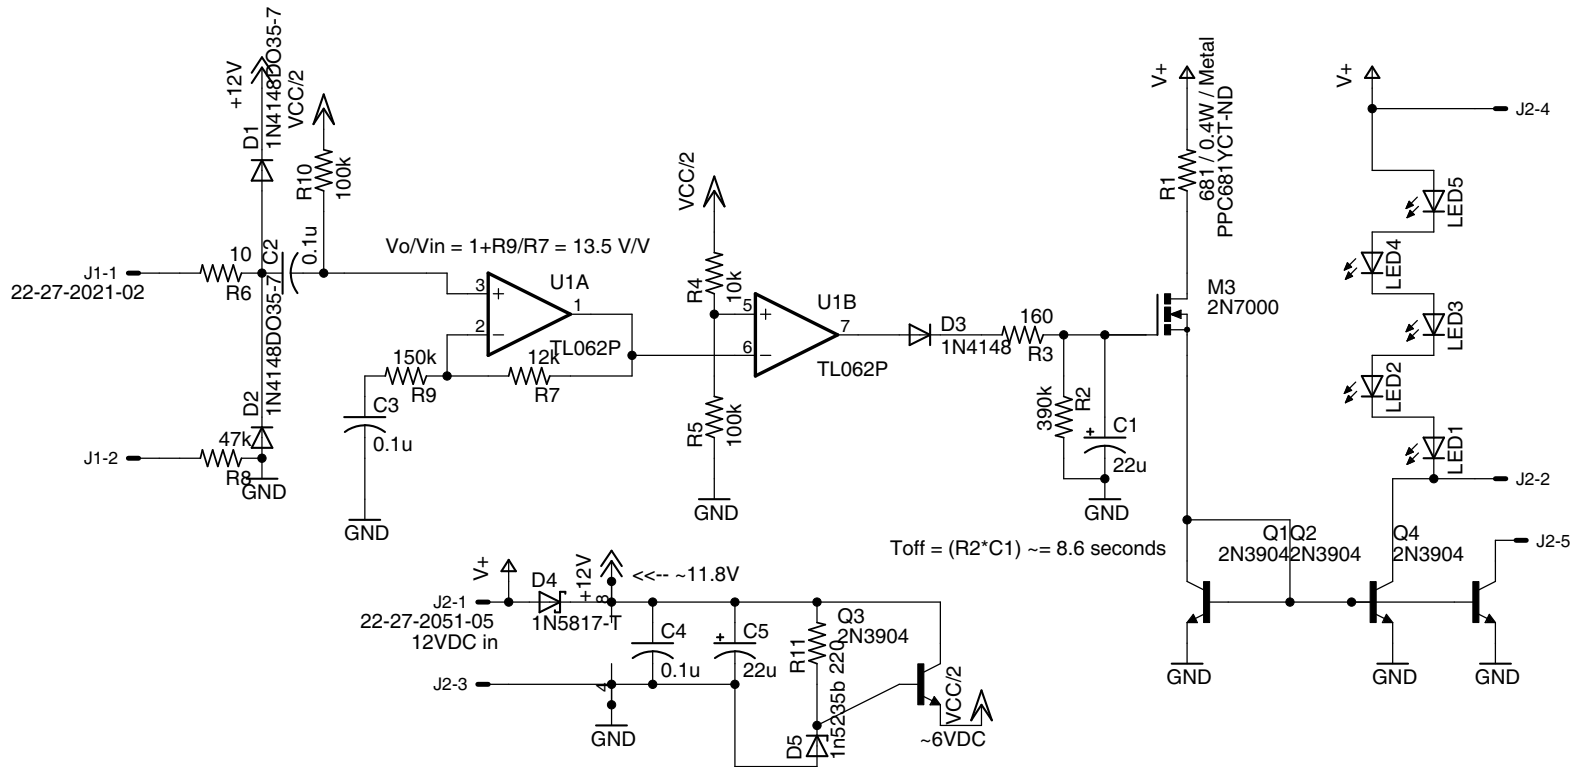 +12V
D1
1N4148DO35-7
VCC/2
R10
100k
J1-1
22-27-2021-02
10
R6
C2
0.1u
D2
1N4148DO35-7
J1-2
47k
R8
GND
Vo/Vin = 1+R9/R7 = 13.5 V/V
3
2
1
+
−
U1A
TL062P
150k
R9
12k
R7
C3
0.1u
GND
VCC/2
R4
10k
R5
100k
GND
5
6
7
+
−
U1B
TL062P
D3
1N4148
160
R3
390k
R2
+
C1
22u
GND
Toff = (R2*C1) ~= 8.6 seconds
V+
R1
681 / 0.4W / Metal
PPC681YCT-ND
M3
2N7000
V+
J2-4
LED5
LED4
LED3
LED2
LED1
J2-2
J2-5
Q1
2N3904
Q2
2N3904
Q4
2N3904
GND
GND
GND
V+
J2-1
22-27-2051-05
12VDC in
D4
1N5817-T
+12V
8
<<-- ~11.8V
C4
0.1u
+
C5
22u
R11
220
Q3
2N3904
J2-3
4
GND
D5
1n5235b
VCC/2
~6VDC